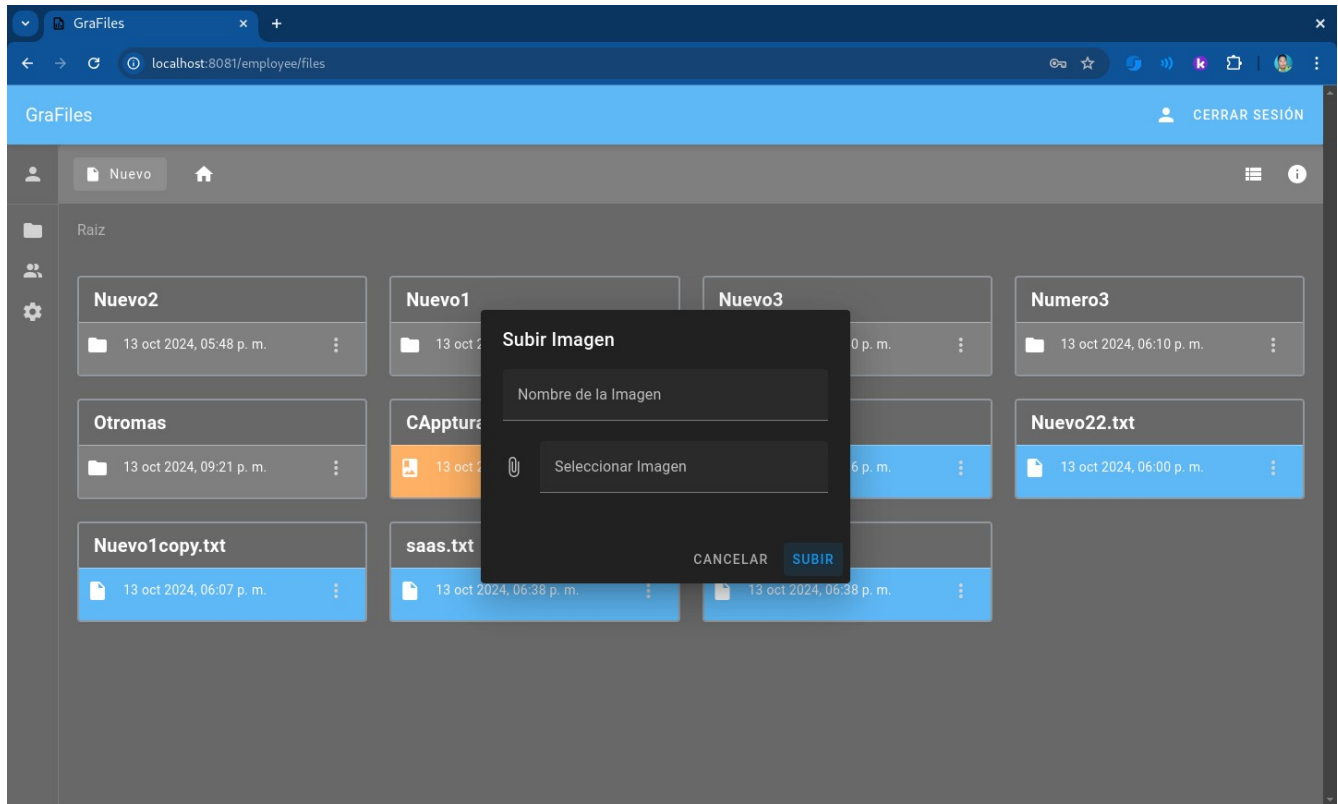 GraFiles
localhost:8081/employee/files
GraFiles
CERRAR SESIÓN
Nuevo
Raiz
Nuevo2
Nuevo1
Nuevo3
Numero3
13 oct 2024, 05:48 p. m.
13 oct 2
0 p. m.
13 oct 2024, 06:10 p. m.
Subir Imagen
Nombre de la Imagen
Seleccionar Imagen
CANCELAR
SUBIR
Otromas
CApptura
Nuevo22.txt
13 oct 2024, 09:21 p. m.
13 oct 2
6 p. m.
13 oct 2024, 06:00 p. m.
Nuevo1copy.txt
saas.txt
13 oct 2024, 06:07 p. m.
13 oct 2024, 06:38 p. m.
13 oct 2024, 06:38 p. m.